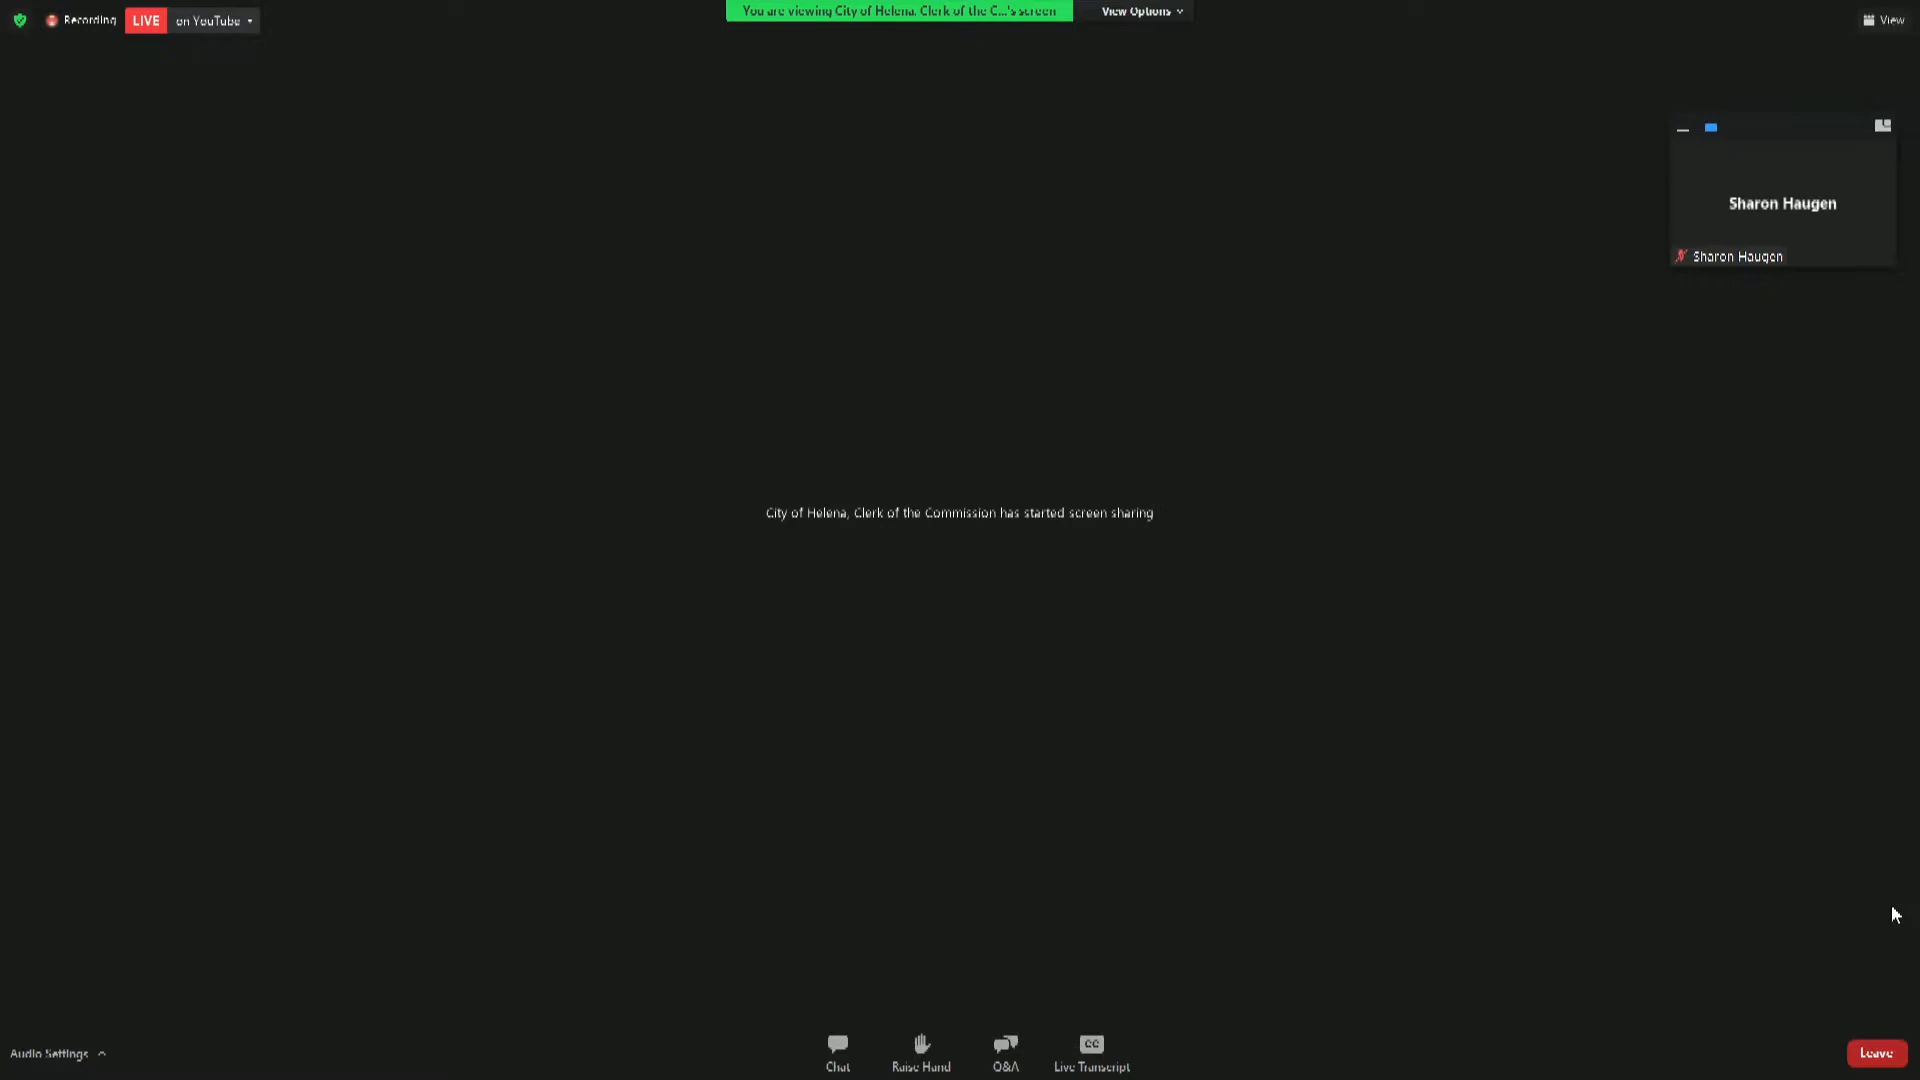 Recording LIVE on YouTube
You are viewing City of Helena, Clerk of the C...'s screen View Options
View
Sharon Haugen
Sharon Haugen
City of Helena, Clerk of the Commission has started screen sharing
Audio Settings
Chat
Raise Hand
Q&A
CC
Live Transcript
Leave